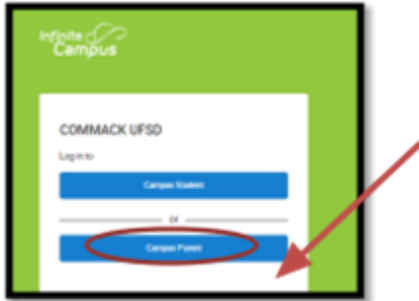 Infinite
Campus
COMMACK UFSD
Log in to
Campus Student
or
Campus Parent